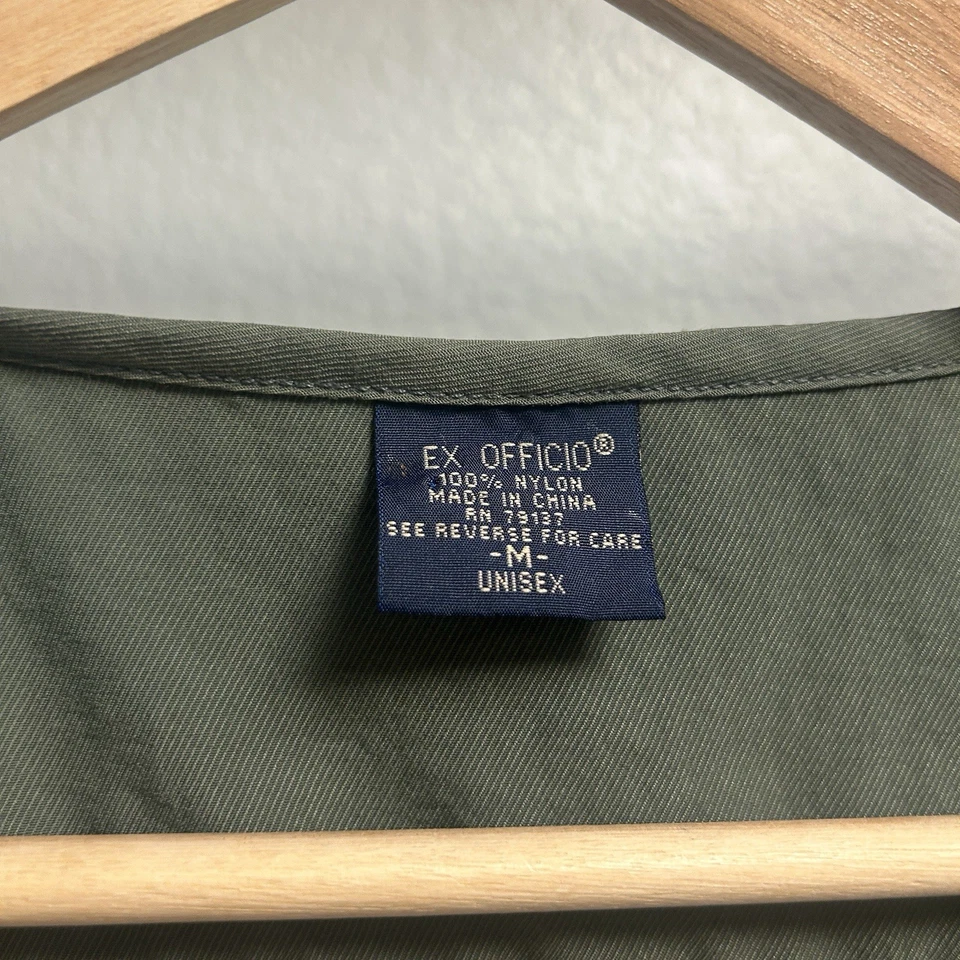 EX OFFICIO®
100% NYLON
MADE IN CHINA
RN 79137
SEE REVERSE FOR CARE
-M-
UNISEX